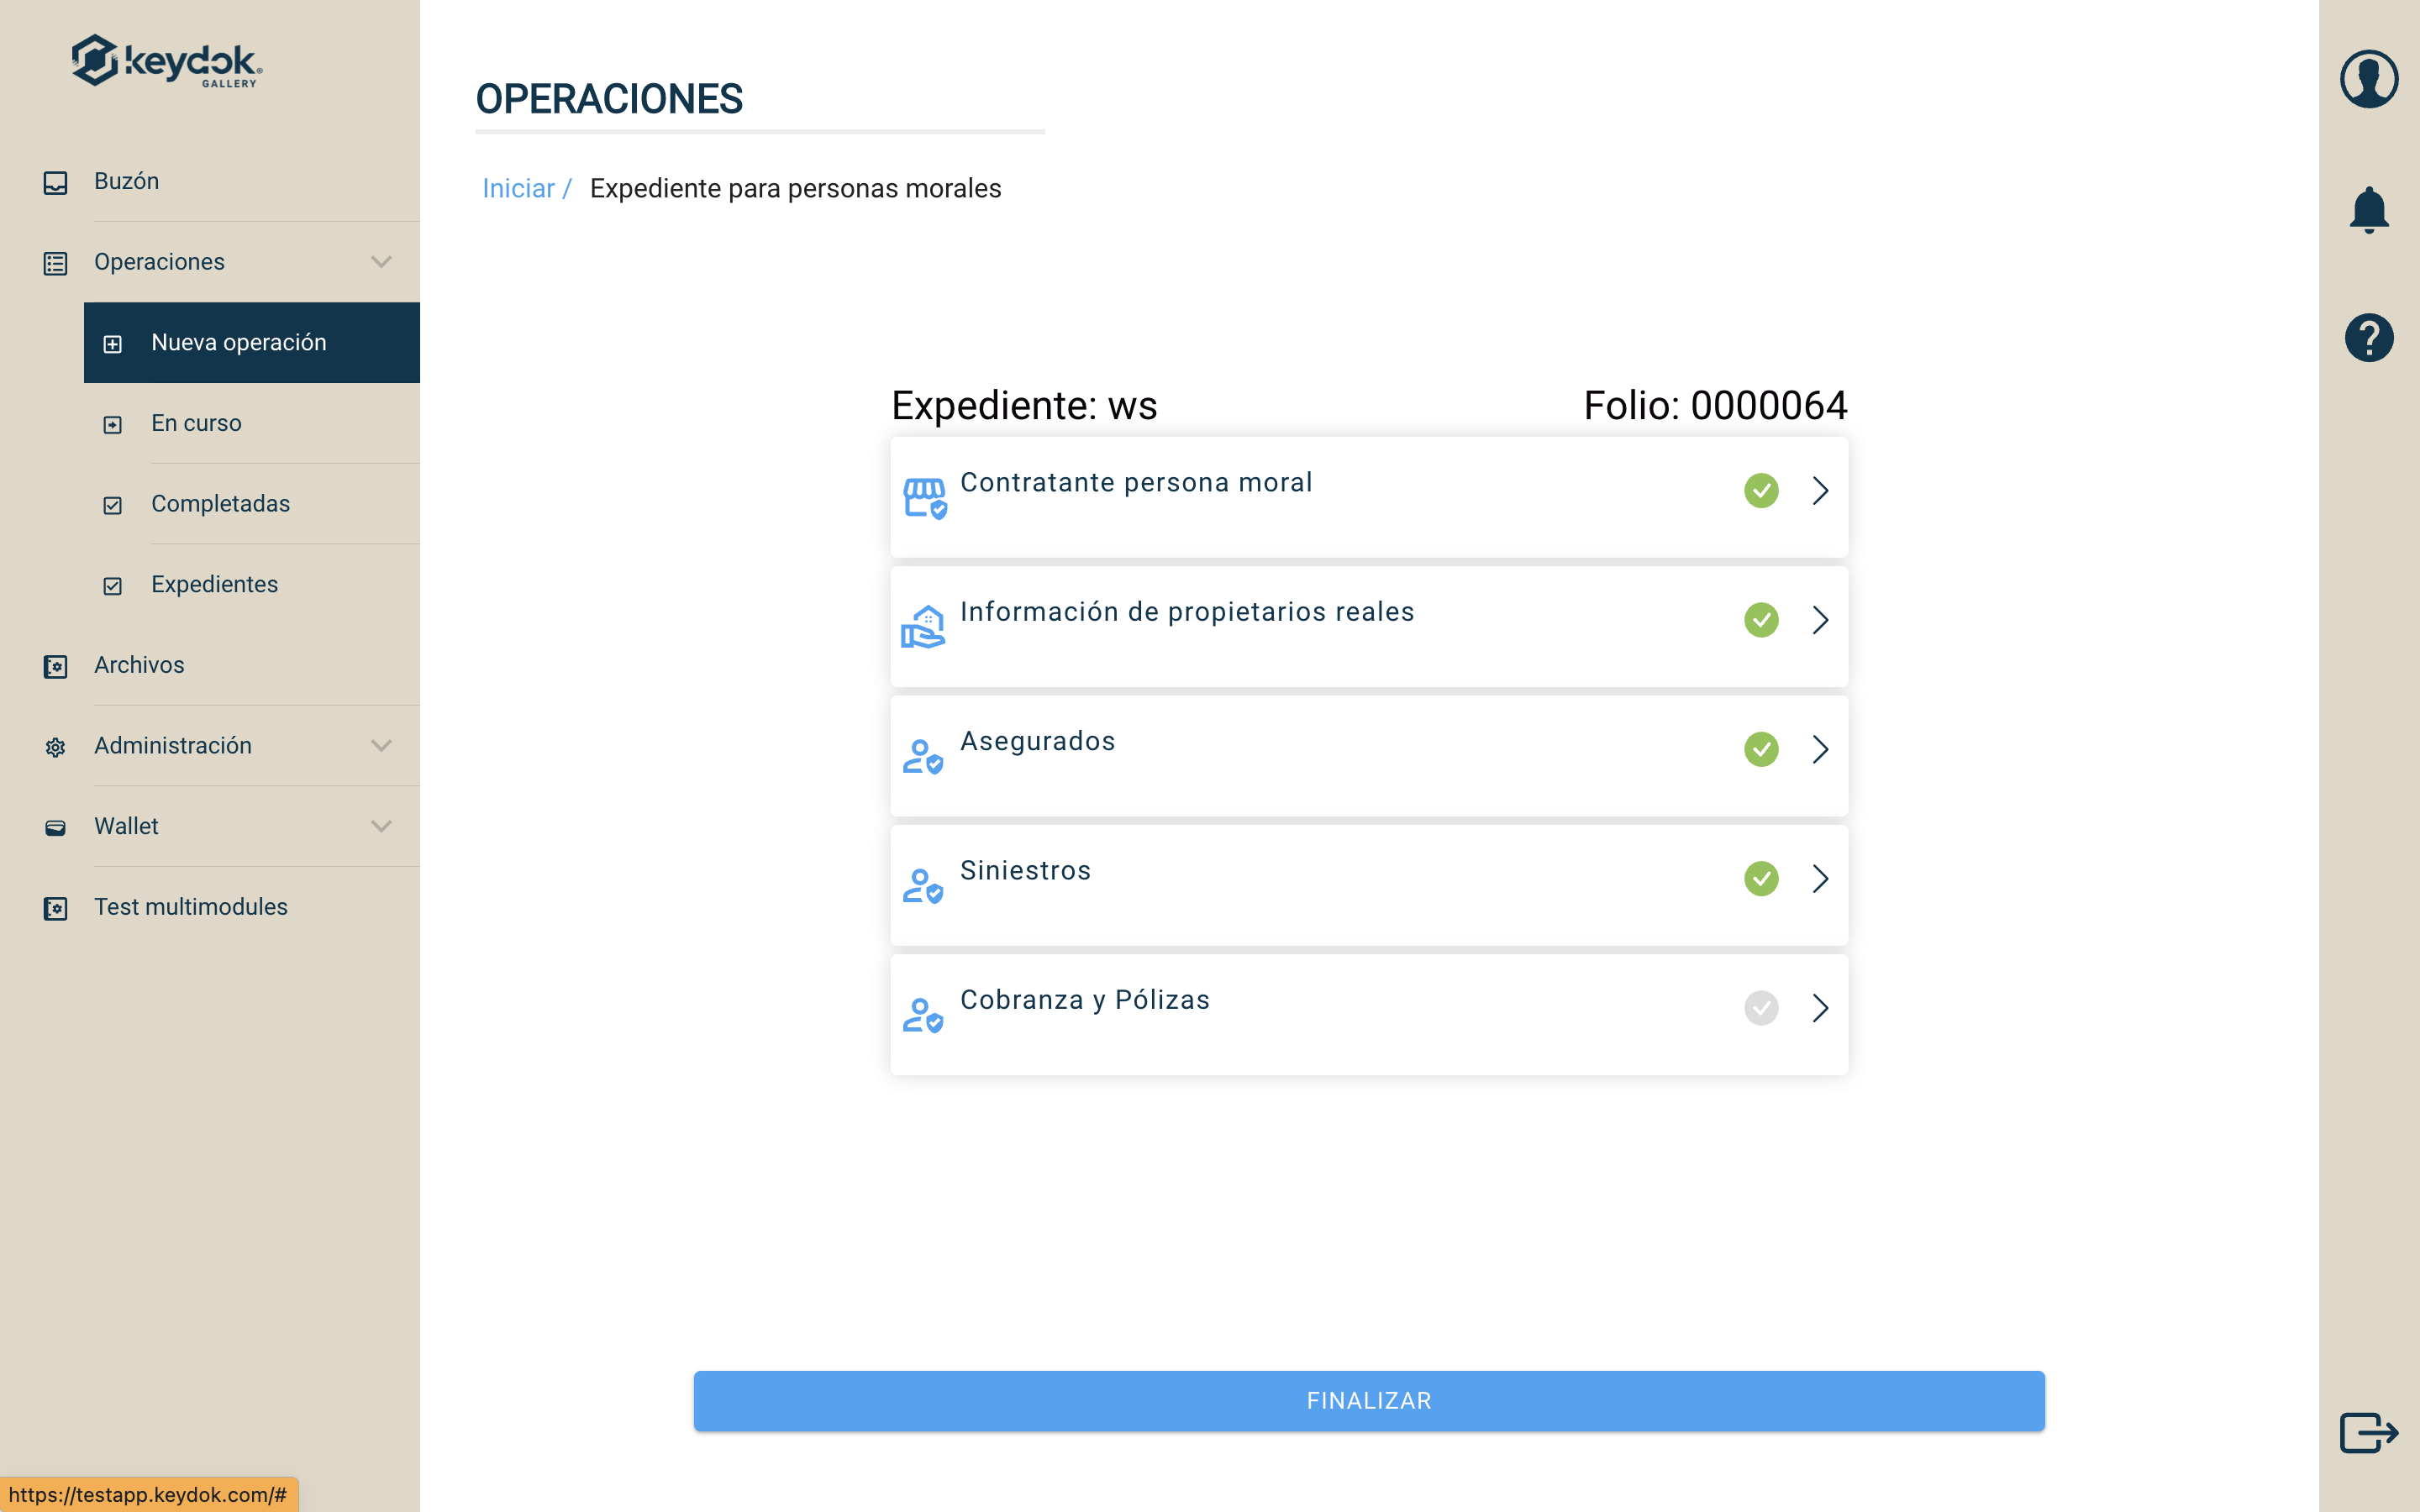 keydok®
GALLERY
Buzón
Operaciones
Nueva operación
En curso
Completadas
Expedientes
Archivos
Administración
Wallet
Test multimodules
https://testapp.keydok.com/#
OPERACIONES
Iniciar / Expediente para personas morales
Expediente: ws Folio: 0000064
Contratante persona moral
Información de propietarios reales
Asegurados
Siniestros
Cobranza y Pólizas
FINALIZAR